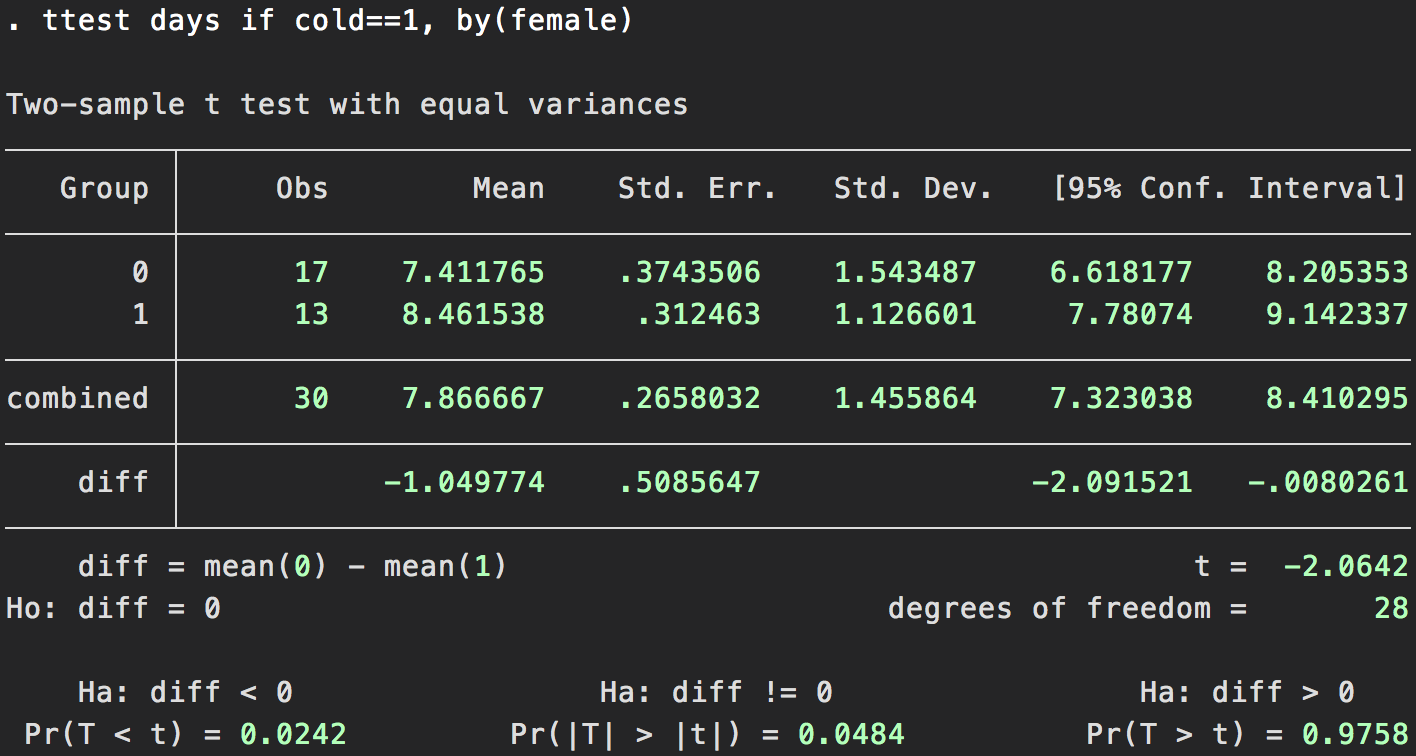 . ttest days if cold==1, by(female)
Two-sample t test with equal variances
Group Obs Mean Std. Err. Std. Dev. [95% Conf. Interval]
0 17 7.411765 .3743506 1.543487 6.618177 8.205353
1 13 8.461538 .312463 1.126601 7.78074 9.142337
combined 30 7.866667 .2658032 1.455864 7.323038 8.410295
diff -1.049774 .5085647 -2.091521 -.0080261
diff = mean(0) - mean(1) t = -2.0642
Ho: diff = 0 degrees of freedom = 28
Ha: diff < 0 Ha: diff != 0 Ha: diff > 0
Pr(T < t) = 0.0242 Pr(|T| > |t|) = 0.0484 Pr(T > t) = 0.9758